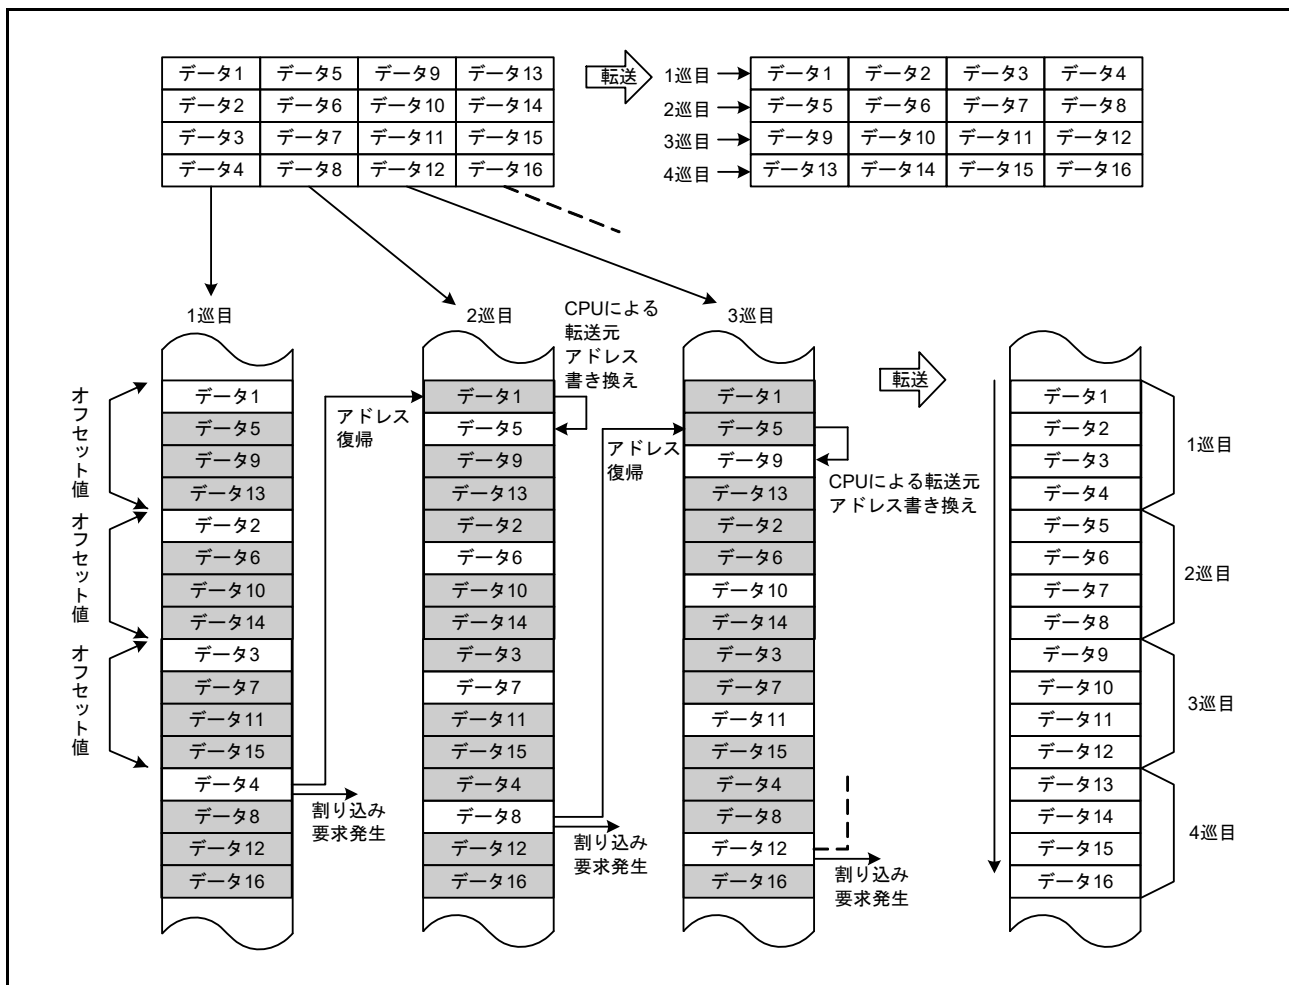 データ1 データ5 データ9 データ13
データ2 データ6 データ10 データ14
データ3 データ7 データ11 データ15
データ4 データ8 データ12 データ16
転送
1巡目 データ1 データ2 データ3 データ4
2巡目 データ5 データ6 データ7 データ8
3巡目 データ9 データ10 データ11 データ12
4巡目 データ13 データ14 データ15 データ16
1巡目
オフセット値
オフセット値
オフセット値
データ1
データ5
データ9
データ13
データ2
データ6
データ10
データ14
データ3
データ7
データ11
データ15
データ4
データ8
データ12
データ16
割り込み
要求発生
アドレス
復帰
2巡目
CPUによる
転送元
アドレス
書き換え
データ1
データ5
データ9
データ13
データ2
データ6
データ10
データ14
データ3
データ7
データ11
データ15
データ4
データ8
データ12
データ16
割り込み
要求発生
アドレス
復帰
3巡目
データ1
データ5
データ9
データ13
データ2
データ6
データ10
データ14
データ3
データ7
データ11
データ15
データ4
データ8
データ12
データ16
CPUによる転送元
アドレス書き換え
割り込み
要求発生
転送
データ1
データ2
データ3
データ4
データ5
データ6
データ7
データ8
データ9
データ10
データ11
データ12
データ13
データ14
データ15
データ16
1巡目
2巡目
3巡目
4巡目